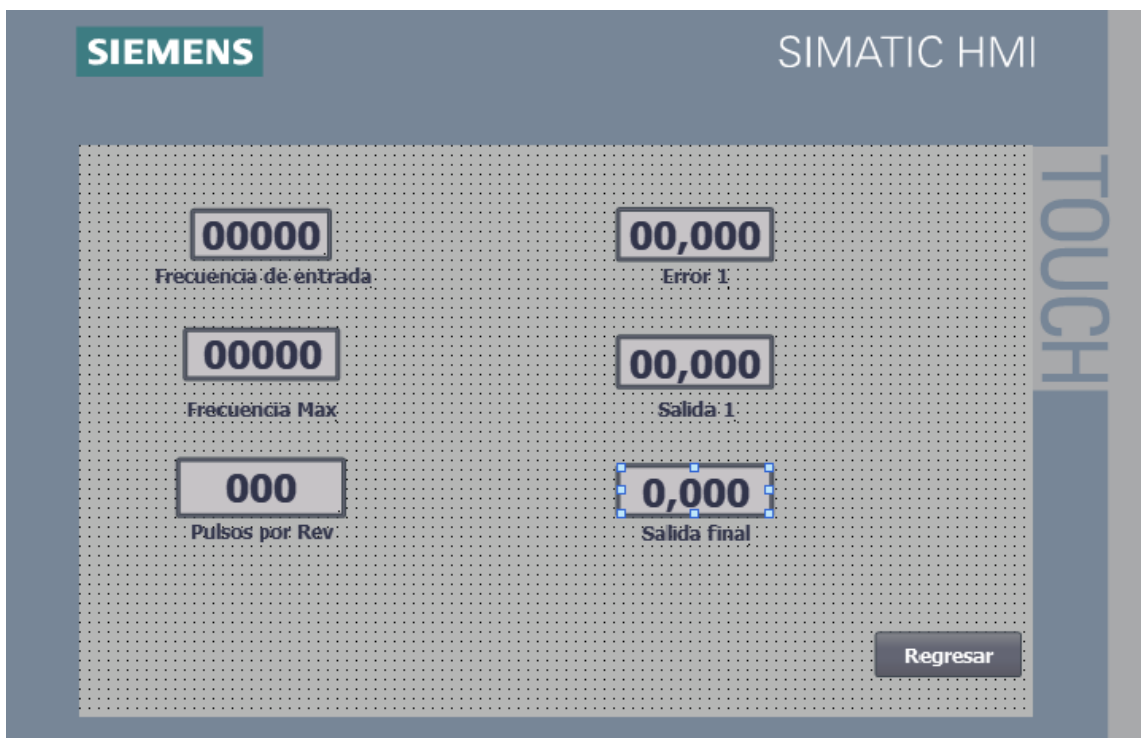 SIEMENS
SIMATIC HMI
TOUCH
00000
Frecuencia de entrada
00,000
Error 1
00000
Frecuencia Max
00,000
Salida 1
000
Pulsos por Rev
0,000
Salida final
Regresar